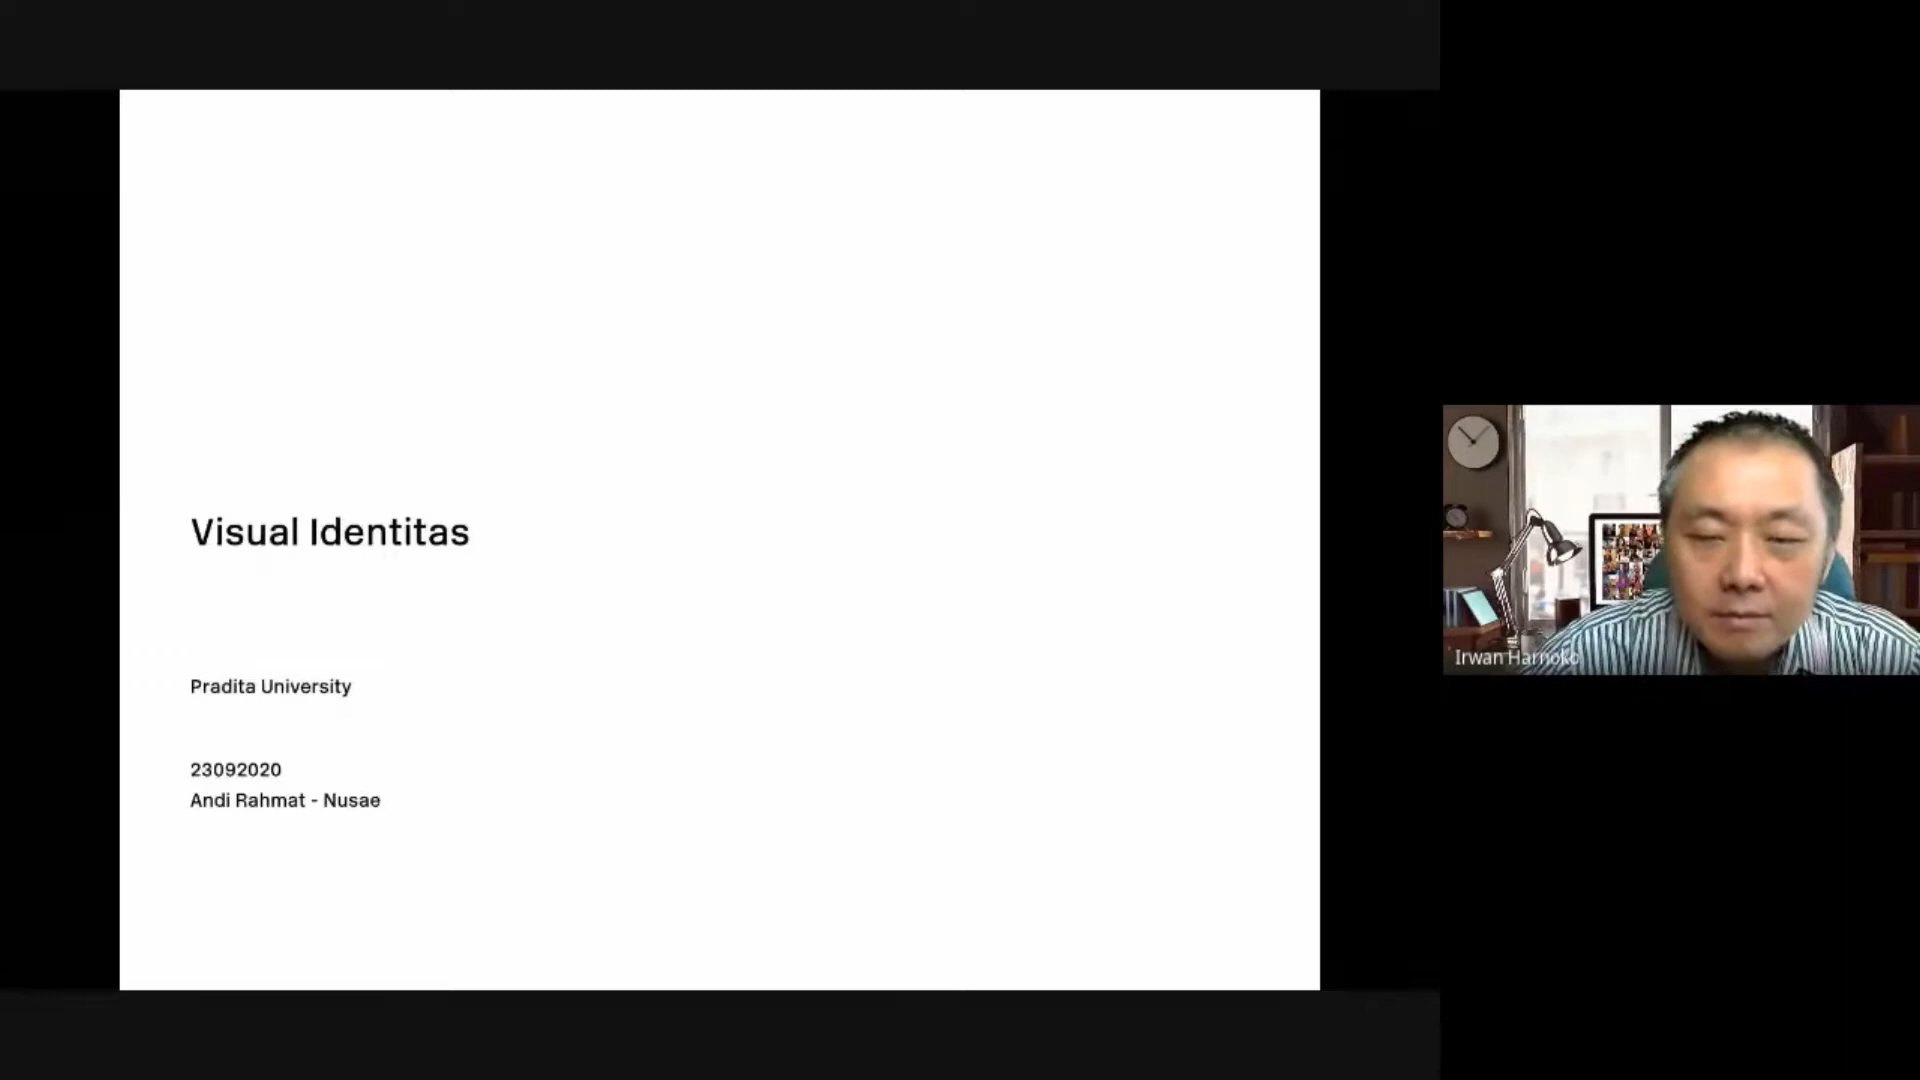 Visual Identitas
Pradita University
23092020
Andi Rahmat - Nusae
Irwan Harnoko